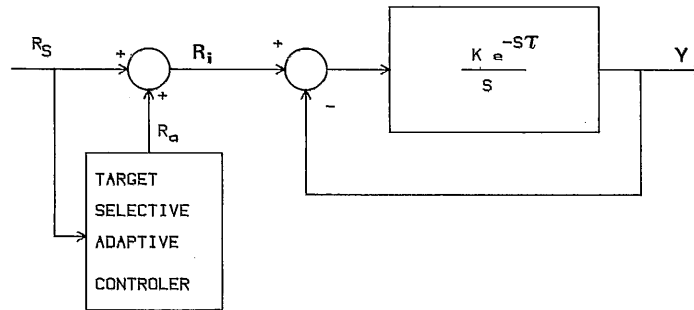 R_S + R_i + K e^{-Sτ} Y
S
+ -
R_a
TARGET
SELECTIVE
ADAPTIVE
CONTROLER